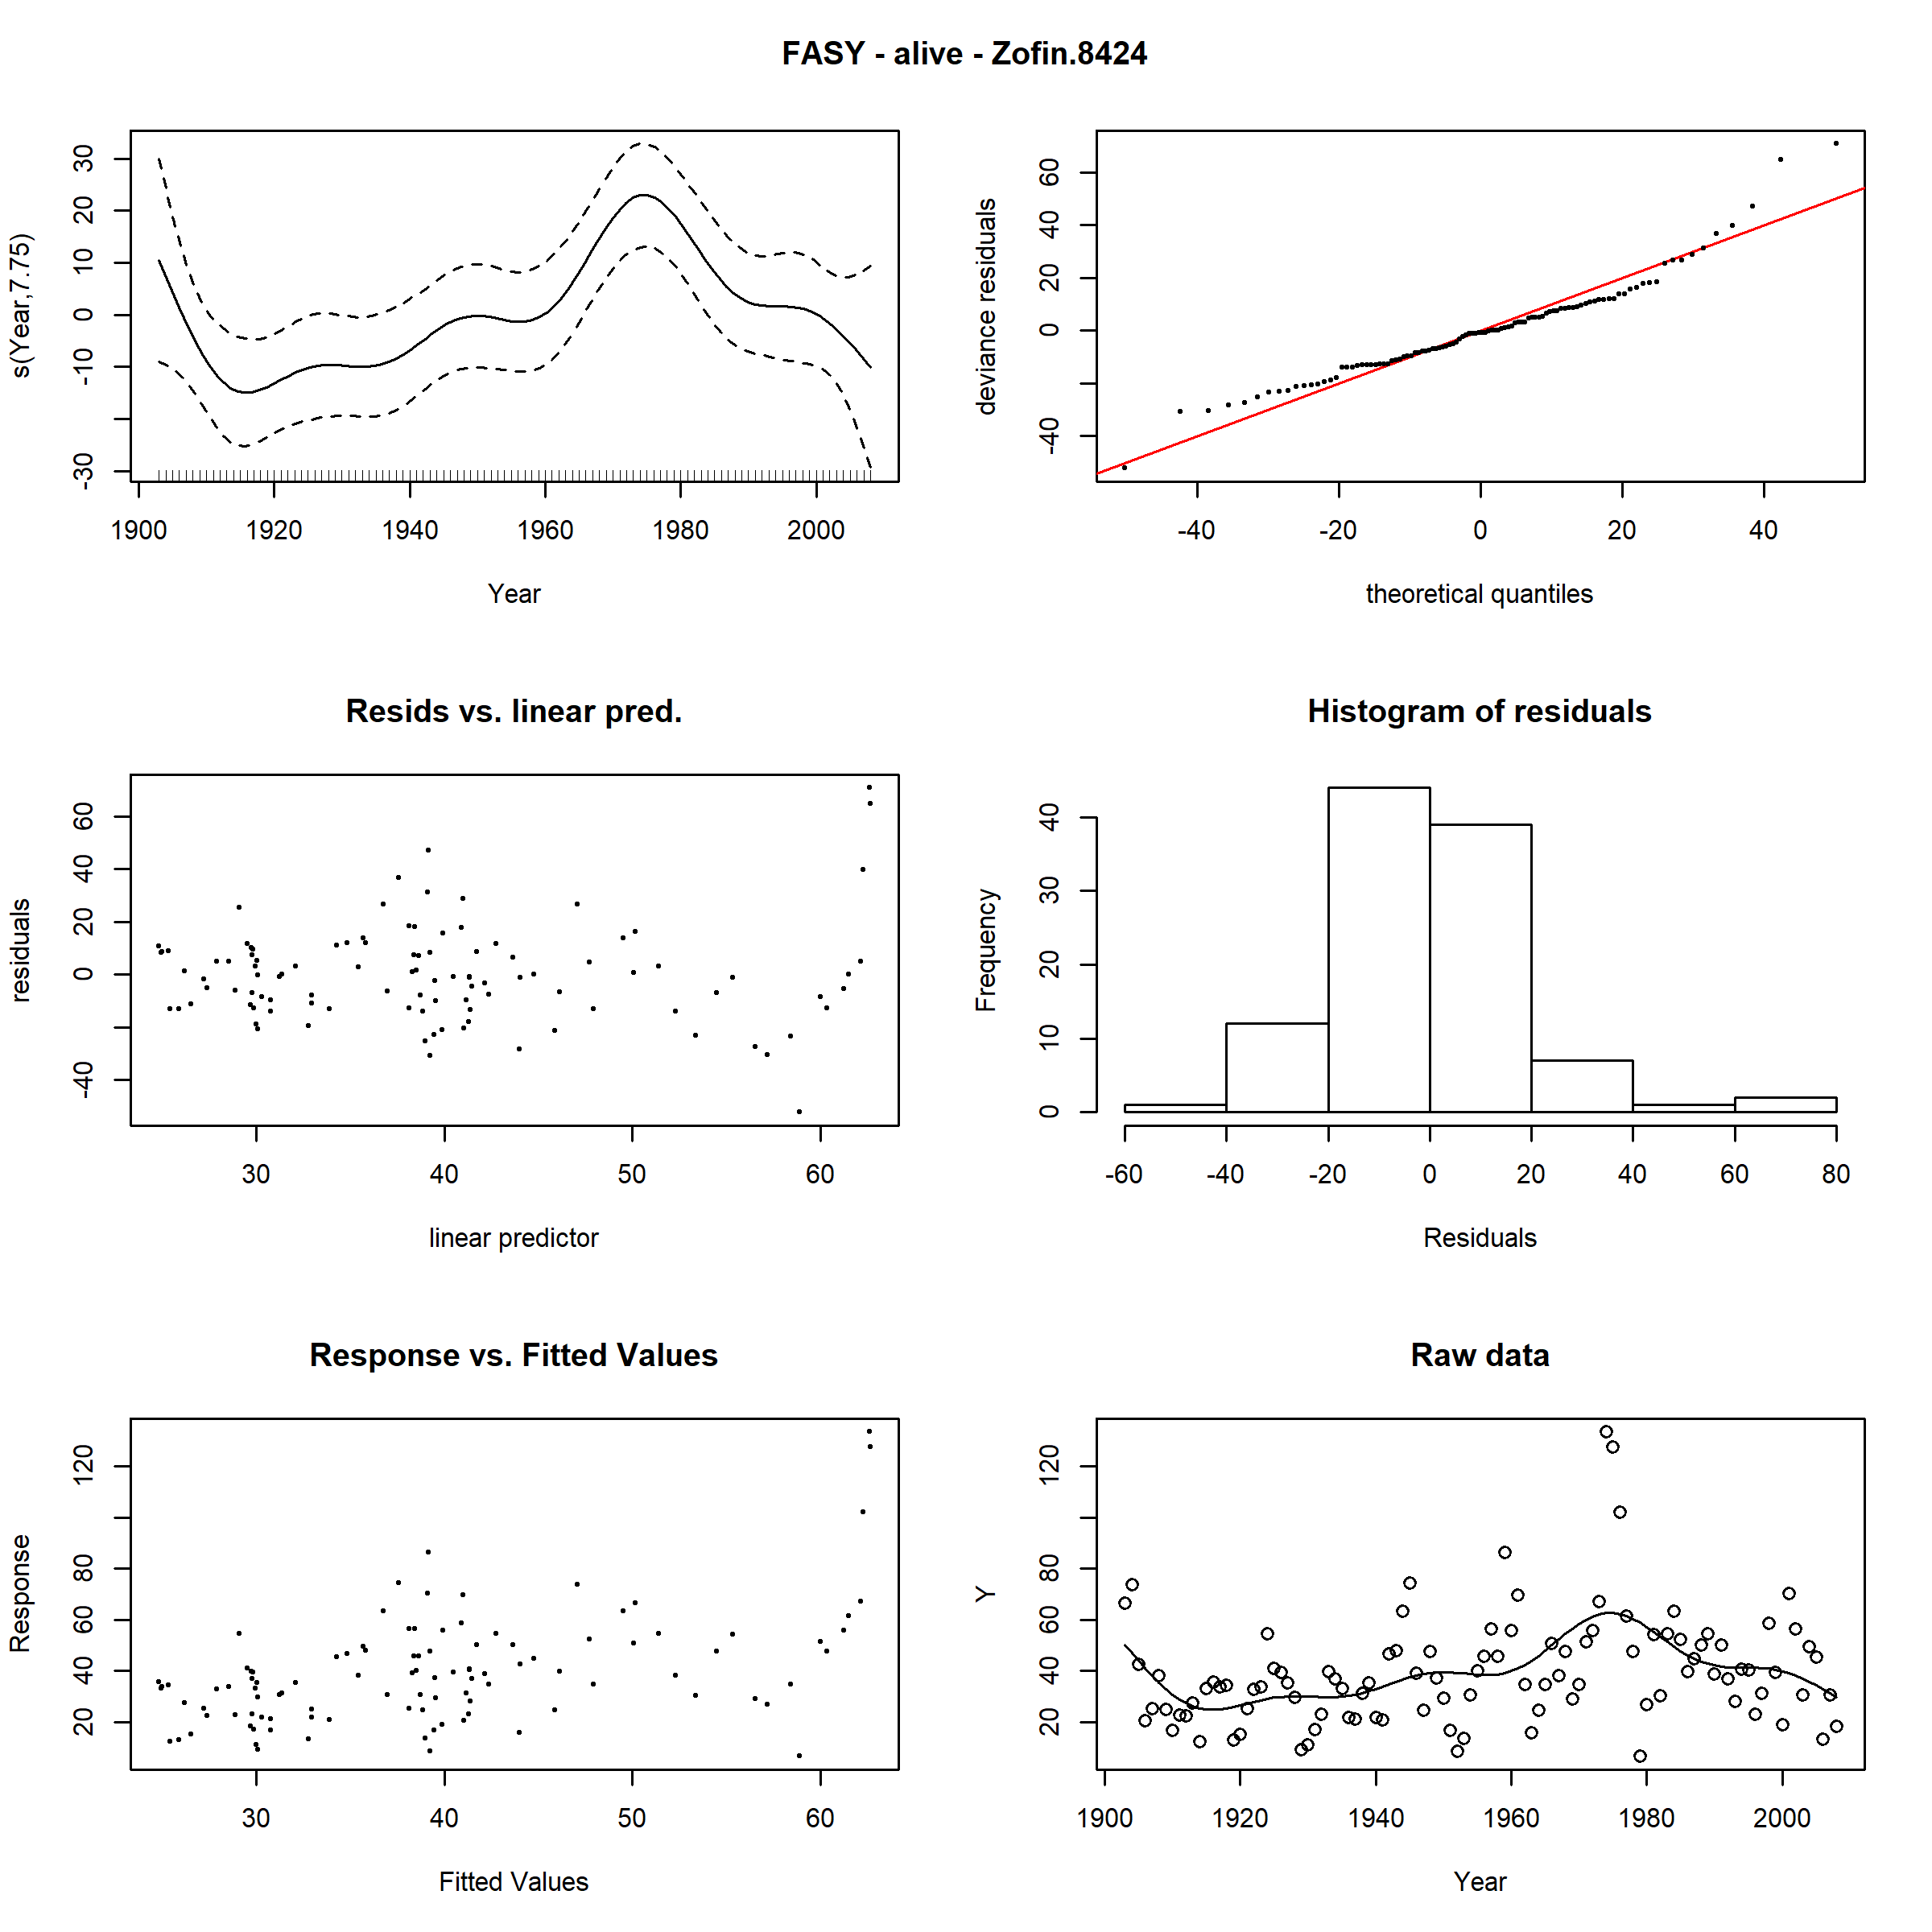 FASY - alive - Zofin.8424
s(Year,7.75)
30
20
10
0
-10
-30
1900 1920 1940 1960 1980 2000
Year
deviance residuals
60
40
20
0
-40
-40 -20 0 20 40
theoretical quantiles
Resids vs. linear pred.
residuals
60
40
20
0
-40
30 40 50 60
linear predictor
Histogram of residuals
Frequency
40
30
20
10
0
-60 -40 -20 0 20 40 60 80
Residuals
Response vs. Fitted Values
Response
120
80
60
40
20
30 40 50 60
Fitted Values
Raw data
Y
120
80
60
40
20
1900 1920 1940 1960 1980 2000
Year